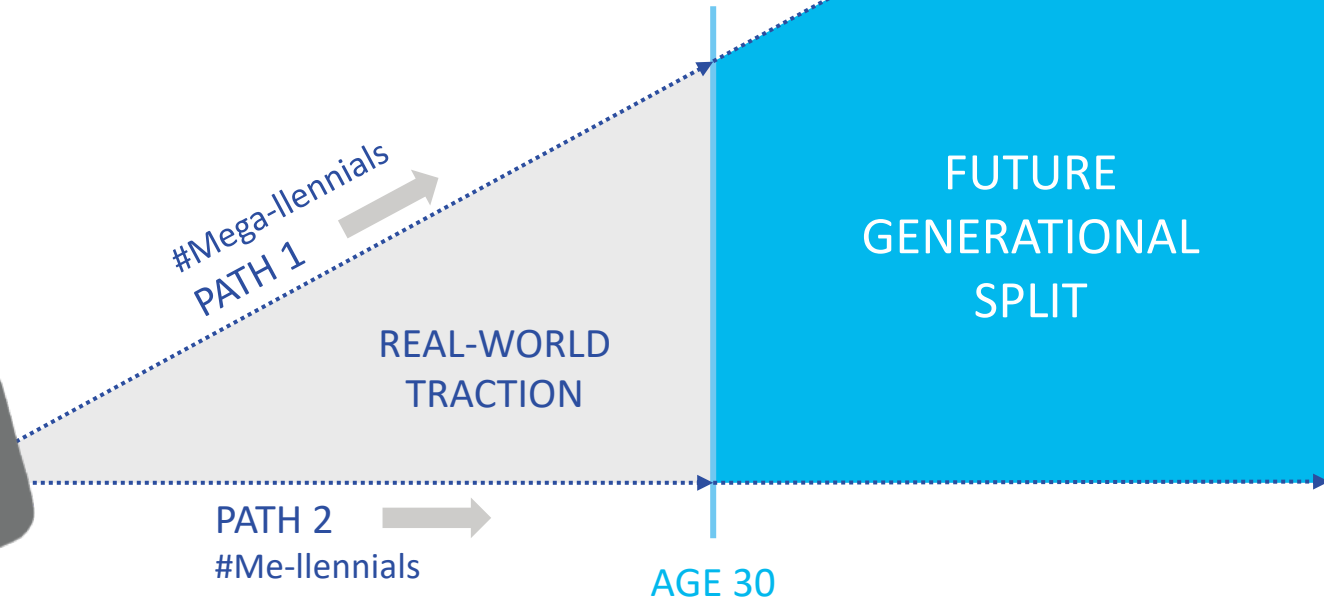 #Mega-llennials
PATH 1
REAL-WORLD
TRACTION
FUTURE
GENERATIONAL
SPLIT
PATH 2
#Me-llennials
AGE 30